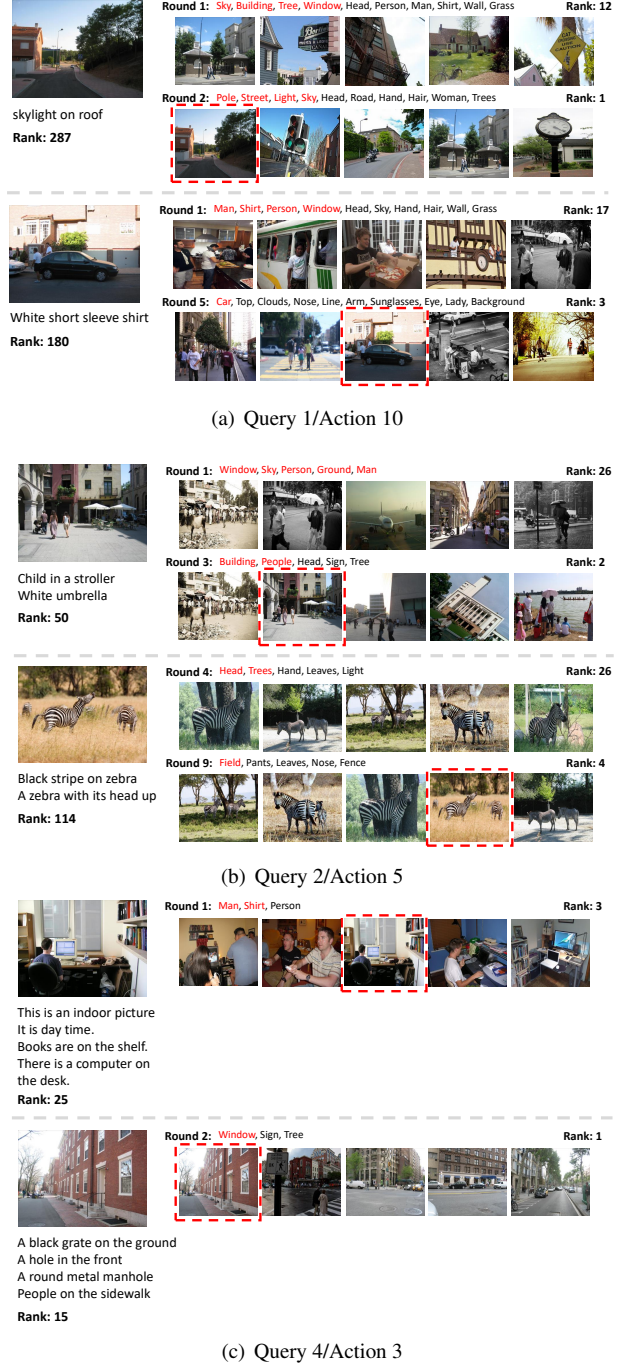 Round 1: Sky, Building, Tree, Window, Head, Person, Man, Shirt, Wall, Grass Rank: 12
Round 2: Pole, Street, Light, Sky, Head, Road, Hand, Hair, Woman, Trees Rank: 1
skylight on roof
Rank: 287
Round 1: Man, Shirt, Person, Window, Head, Sky, Hand, Hair, Wall, Grass Rank: 17
Round 5: Car, Top, Clouds, Nose, Line, Arm, Sunglasses, Eye, Lady, Background Rank: 3
White short sleeve shirt
Rank: 180
(a) Query 1/Action 10
Round 1: Window, Sky, Person, Ground, Man Rank: 26
Round 3: Building, People, Head, Sign, Tree Rank: 2
Child in a stroller
White umbrella
Rank: 50
Round 4: Head, Trees, Hand, Leaves, Light Rank: 26
Round 9: Field, Pants, Leaves, Nose, Fence Rank: 4
Black stripe on zebra
A zebra with its head up
Rank: 114
(b) Query 2/Action 5
Round 1: Man, Shirt, Person Rank: 3
This is an indoor picture
It is day time.
Books are on the shelf.
There is a computer on
the desk.
Rank: 25
Round 2: Window, Sign, Tree Rank: 1
A black grate on the ground
A hole in the front
A round metal manhole
People on the sidewalk
Rank: 15
(c) Query 4/Action 3